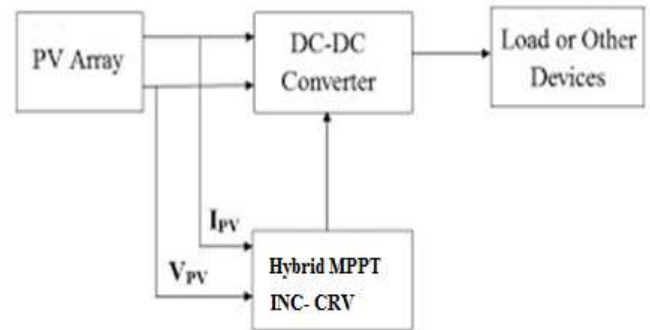 PV Array
DC-DC
Converter
Load or Other
Devices
IPV
VPV
Hybrid MPPT
INC- CRV